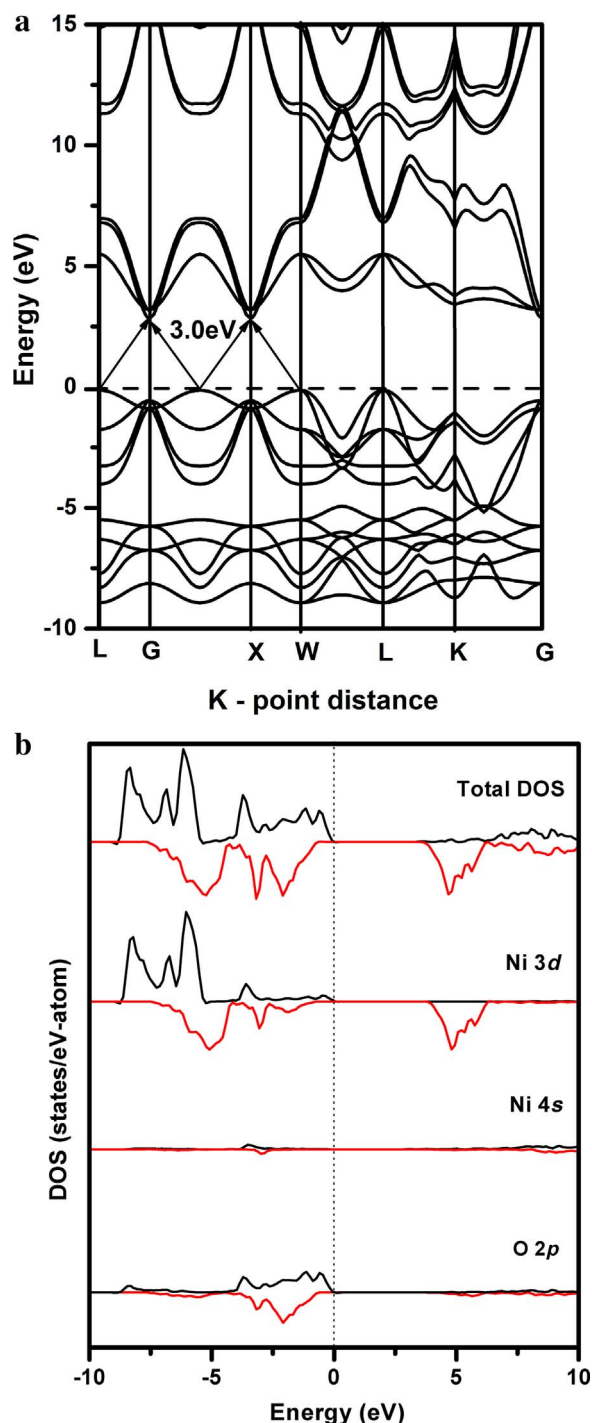 a
15
10
5
0
-5
-10
Energy (eV)
3.0eV
L G X W L K G
K - point distance
b
Total DOS
Ni 3d
Ni 4s
O 2p
DOS (states/eV-atom)
-10 -5 0 5 10
Energy (eV)